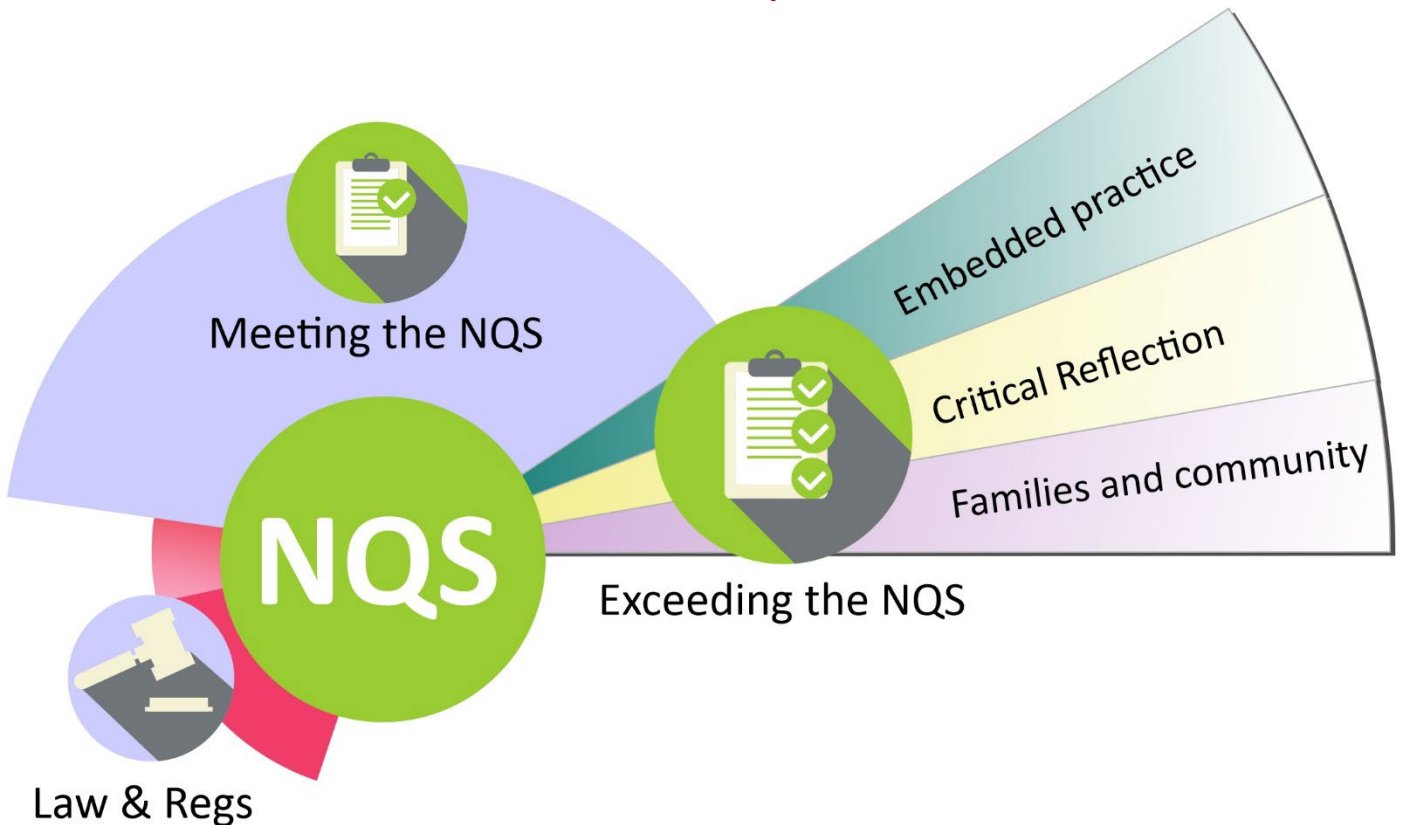 Meeting the NQS
Embedded practice
Critical Reflection
Families and community
NQS
Exceeding the NQS
Law & Regs